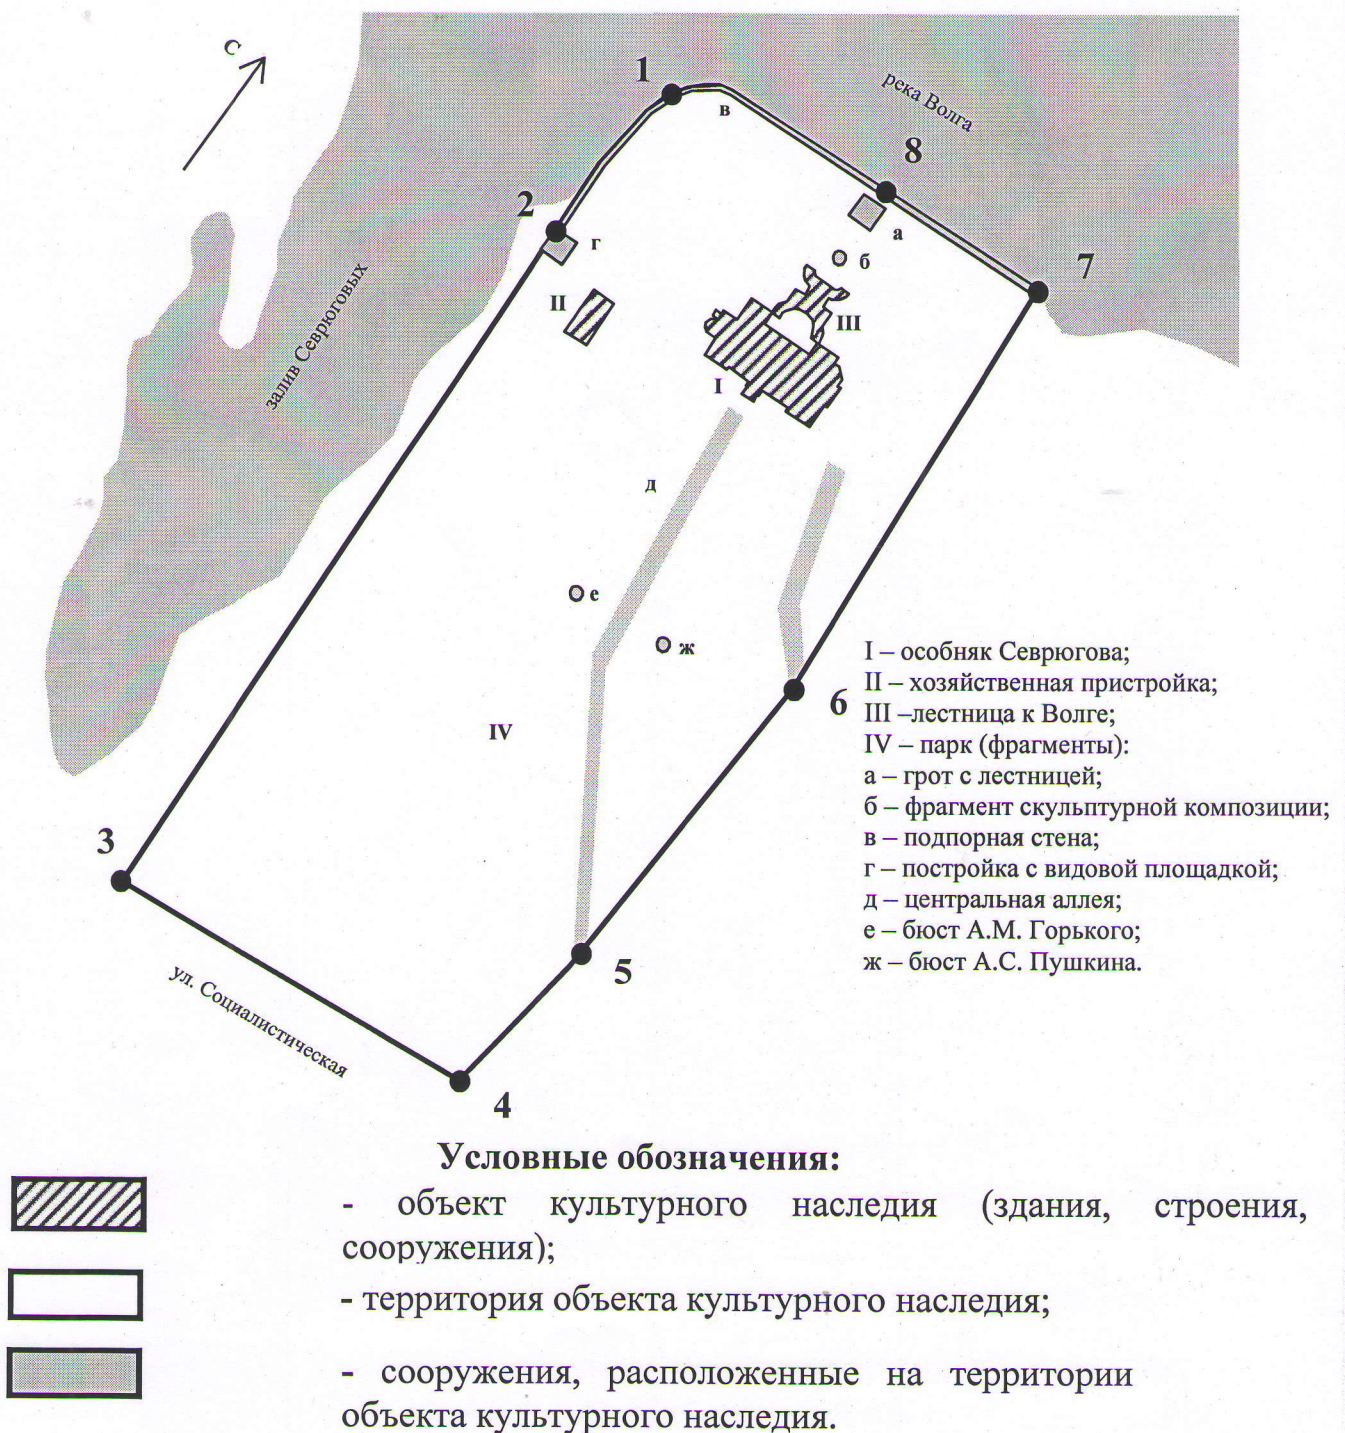 С
1
в
река Волга
8
2
г
а
б
7
залив Севрюговых
II
III
I
д
е
ж
6
IV
I – особняк Севрюгова;
II – хозяйственная пристройка;
III –лестница к Волге;
IV – парк (фрагменты):
а – грот с лестницей;
б – фрагмент скульптурной композиции;
в – подпорная стена;
г – постройка с видовой площадкой;
д – центральная аллея;
е – бюст А.М. Горького;
ж – бюст А.С. Пушкина.
3
5
ул. Социалистическая
4
Условные обозначения:
- объект культурного наследия (здания, строения,
сооружения);
- территория объекта культурного наследия;
- сооружения, расположенные на территории
объекта культурного наследия.